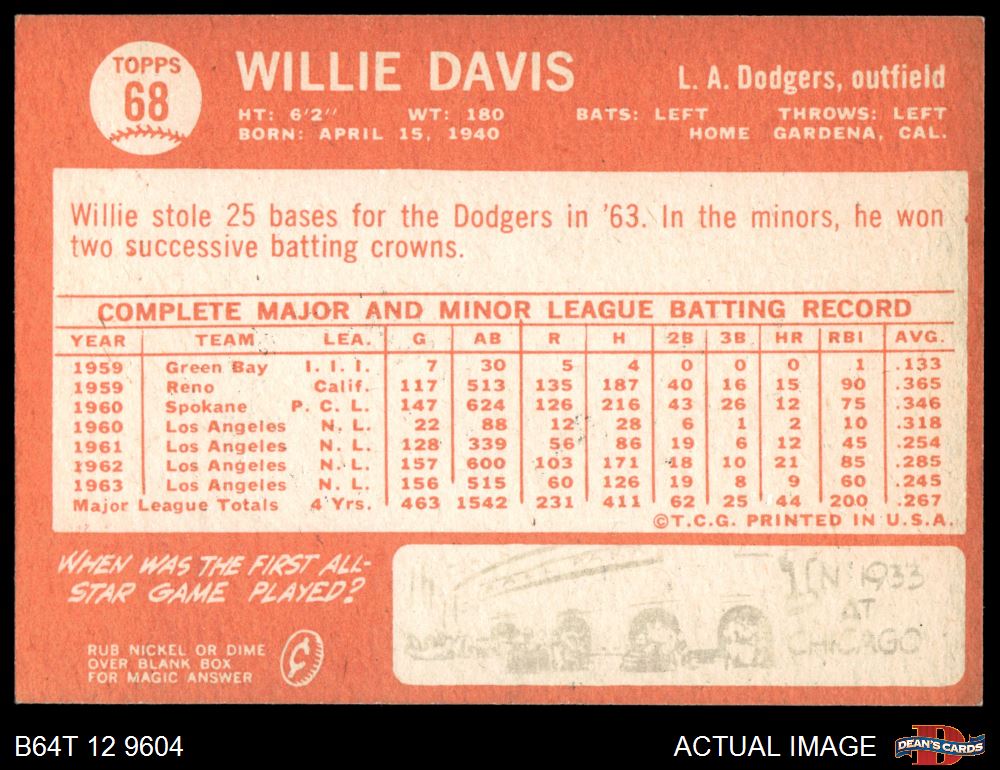 TOPPS
68
WILLIE DAVIS
L. A. Dodgers, outfield
HT: 6'2" WT: 180 BATS: LEFT THROWS: LEFT
BORN: APRIL 15, 1940 HOME GARDENA, CAL.
Willie stole 25 bases for the Dodgers in '63. In the minors, he won
two successive batting crowns.
COMPLETE MAJOR AND MINOR LEAGUE BATTING RECORD
YEAR TEAM LEA. G AB R H 2B 3B HR RBI AVG.
1959 Green Bay I. I. I. 7 30 5 4 0 0 0 1 .133
1959 Reno Calif. 117 513 135 187 40 16 15 90 .365
1960 Spokane P. C. L. 147 624 126 216 43 26 12 75 .346
1960 Los Angeles N. L. 22 88 12 28 6 1 2 10 .318
1961 Los Angeles N. L. 128 339 56 86 19 6 12 45 .254
1962 Los Angeles N. L. 157 600 103 171 18 10 21 85 .285
1963 Los Angeles N. L. 156 515 60 126 19 8 9 60 .245
Major League Totals 4 Yrs. 463 1542 231 411 62 25 44 200 .267
©T.C.G. PRINTED IN U.S.A.
WHEN WAS THE FIRST ALL-
STAR GAME PLAYED?
RUB NICKEL OR DIME
OVER BLANK BOX
FOR MAGIC ANSWER
IN 1933
AT
CHICAGO
B64T 12 9604
ACTUAL IMAGE
DEAN'S CARDS